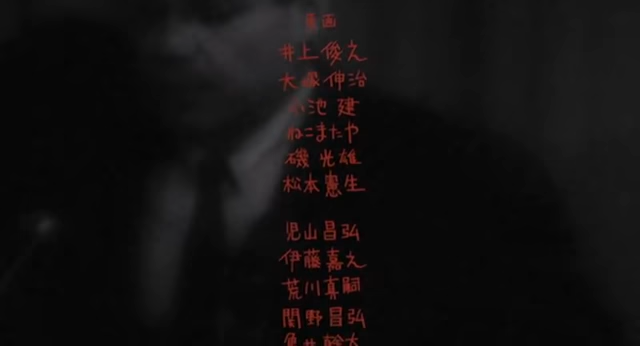 原画
井上俊之
大塚伸治
小池 健
ねこまたや
磯 光雄
松本憲生
児山昌弘
伊藤嘉之
荒川真嗣
関野昌弘